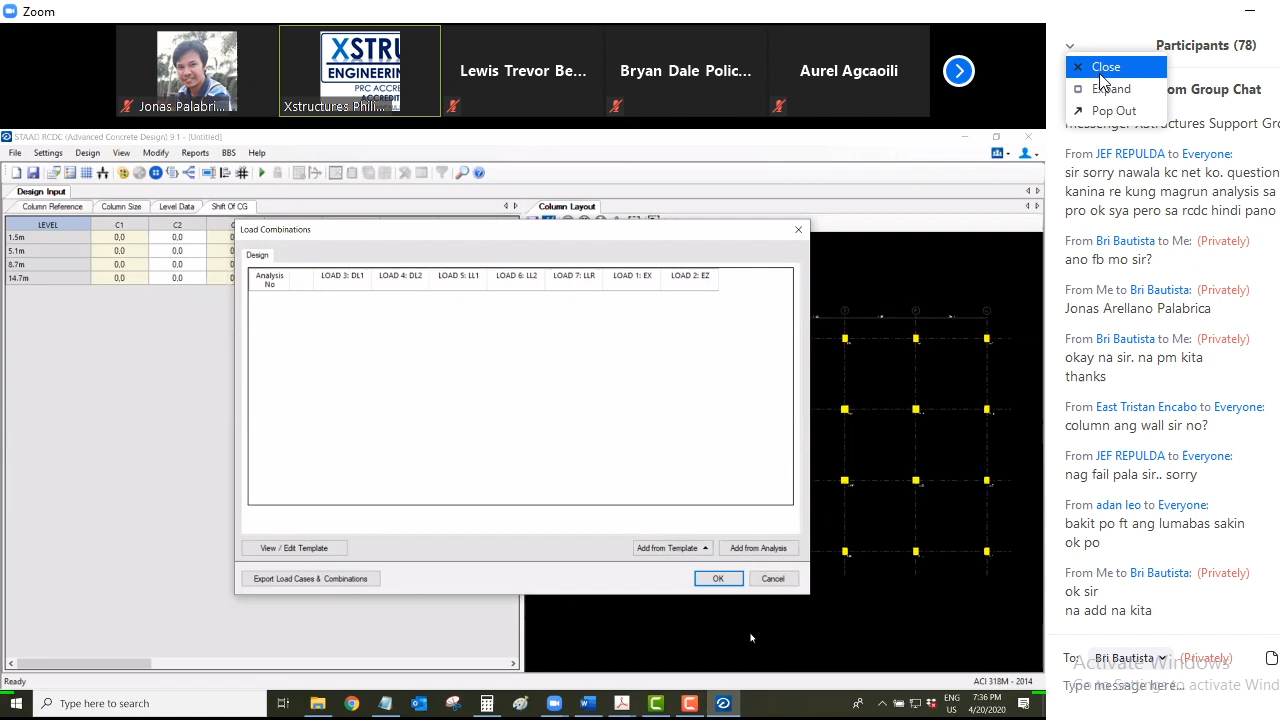 Zoom
Jonas Palabri...
XSTRU
ENGINEERIN
PRC ACCRE
ACCREDIT
Xstructures Phili...
Lewis Trevor Be...
Bryan Dale Polic...
Aurel Agcaoili
Participants (78)
Close
Expand
Pop Out
om Group Chat
messenger Xstructures Support Gro
From JEF REPULDA to Everyone:
sir sorry nawala kc net ko. question
kanina re kung magrun analysis sa
pro ok sya pero sa rcdc hindi pano
From Bri Bautista to Me: (Privately)
ano fb mo sir?
From Me to Bri Bautista: (Privately)
Jonas Arellano Palabrica
From Bri Bautista to Me: (Privately)
okay na sir. na pm kita
thanks
From East Tristan Encabo to Everyone:
column ang wall sir no?
From JEF REPULDA to Everyone:
nag fail pala sir.. sorry
From adan leo to Everyone:
bakit po ft ang lumabas sakin
ok po
From Me to Bri Bautista: (Privately)
ok sir
na add na kita
To: Bri Bautista (Privately)
Type message here...
Activate Windows
Go to Settings to activate Wind
STAAD RCDC (Advanced Concrete Design) 9.1 - [Untitled]
File Settings Design View Modify Reports BBS Help
Design Input
Column Reference Column Size Level Data Shift Of CG
LEVEL C1 C2
1.5m 0,0 0,0
5.1m 0,0 0,0
8.7m 0,0 0,0
14.7m 0,0 0,0
Column Layout
Load Combinations
Design
Analysis No LOAD 3: DL1 LOAD 4: DL2 LOAD 5: LL1 LOAD 6: LL2 LOAD 7: LLR LOAD 1: EX LOAD 2: EZ
View / Edit Template
Add from Template
Add from Analysis
Export Load Cases & Combinations
OK
Cancel
Ready
ACI 318M - 2014
Type here to search
ENG
US
7:36 PM
4/20/2020